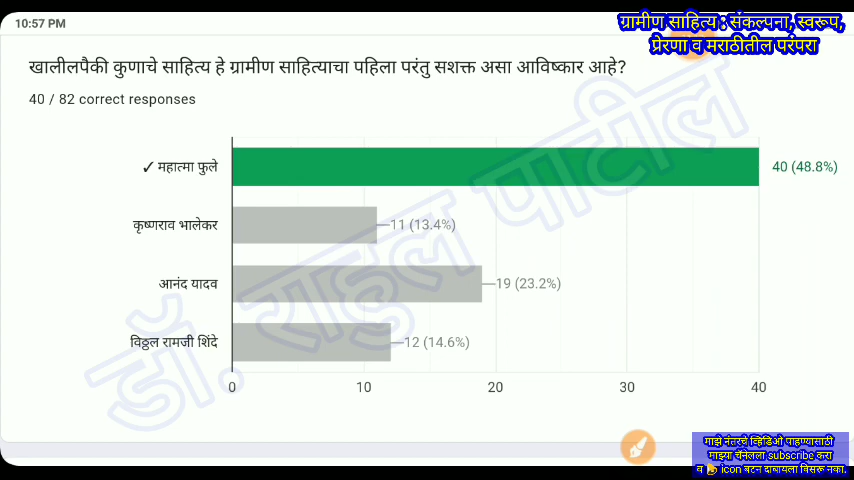 10:57 PM
ग्रामीण साहित्य : संकल्पना, स्वरूप,
प्रेरणा व मराठीतील परंपरा
खालीलपैकी कुणाचे साहित्य हे ग्रामीण साहित्याचा पहिला परंतु सशक्त असा आविष्कार आहे?
40 / 82 correct responses
✓ महात्मा फुले
40 (48.8%)
कृष्णराव भालेकर
11 (13.4%)
आनंद यादव
19 (23.2%)
विठ्ठल रामजी शिंदे
12 (14.6%)
0 10 20 30 40
डॉ. राहुल पाटील
माझे नंतरचे व्हिडिओ पाहण्यासाठी
माझ्या चॅनेलला subscribe करा
व 🔔 icon बटन दाबायला विसरू नका.